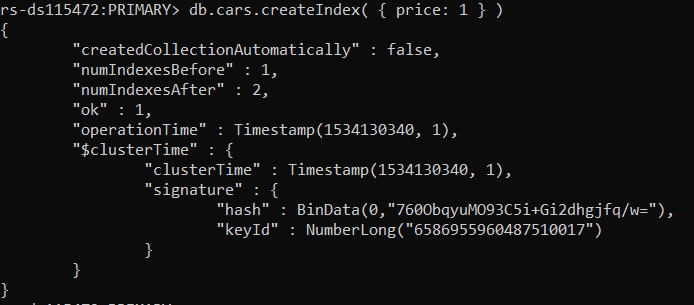 rs-ds115472:PRIMARY> db.cars.createIndex( { price: 1 } )
{
        "createdCollectionAutomatically" : false,
        "numIndexesBefore" : 1,
        "numIndexesAfter" : 2,
        "ok" : 1,
        "operationTime" : Timestamp(1534130340, 1),
        "$clusterTime" : {
                "clusterTime" : Timestamp(1534130340, 1),
                "signature" : {
                        "hash" : BinData(0,"760ObqyuMO93C5i+Gi2dhgjfq/w="),
                        "keyId" : NumberLong("6586955960487510017")
                }
        }
}